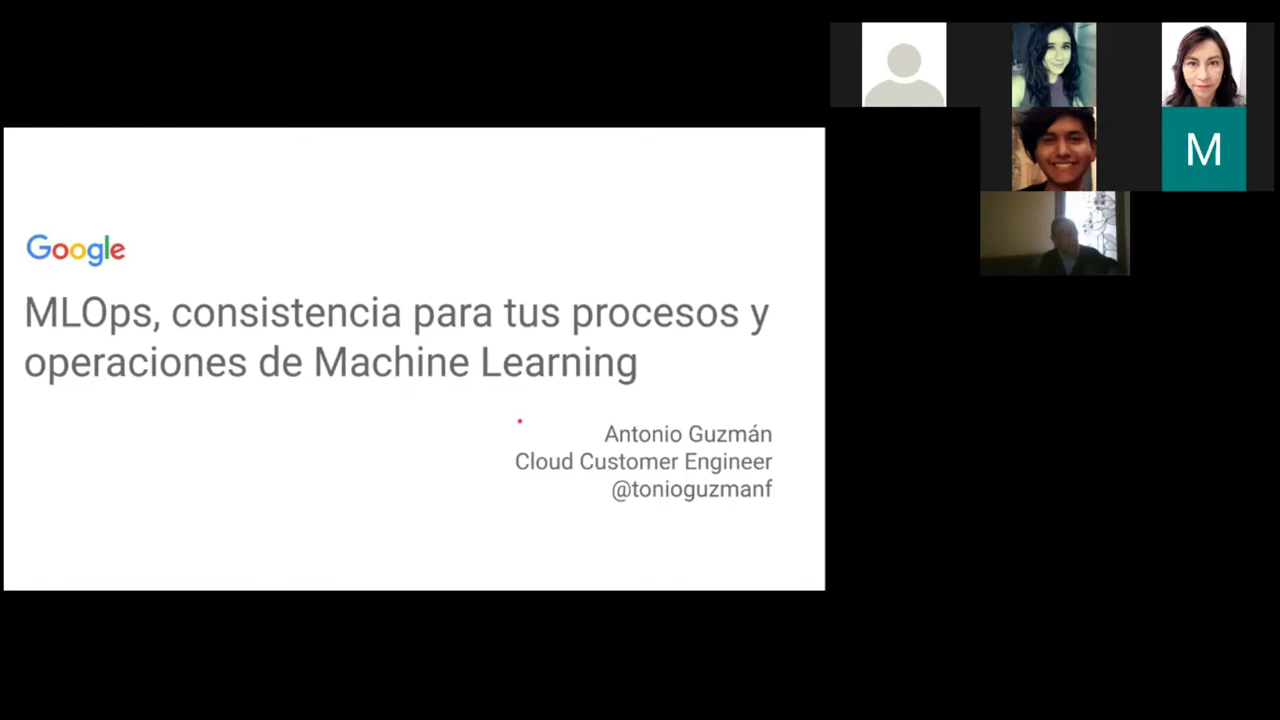 Google
MLOps, consistencia para tus procesos y
operaciones de Machine Learning
Antonio Guzmán
Cloud Customer Engineer
@tonioguzmanf
M